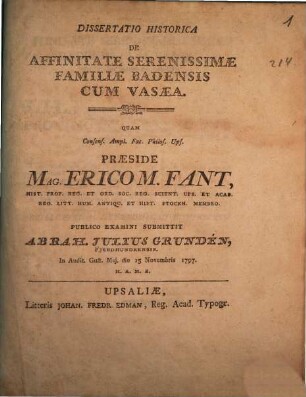 1
214
DISSERTATIO HISTORICA
DE
AFFINITATE SERENISSIMÆ
FAMILIÆ BADENSIS
CUM VASÆA.
QUAM
Consens. Ampl. Fac. Philos. Ups.
PRÆSIDE
MAG. ERICO M. FANT,
HIST. PROF. REG. ET ORD. SOC. REG. SCIENT. UPS. ET ACAD.
REG. LITT. HUM. ANTIQU. ET HIST. STOCKH. MEMBRO.
PUBLICO EXAMINI SUBMITTIT
ABRAH. JULIUS GRUNDÉN,
FJERDHUNDRENSIS.
In Audit. Gust. Maj. die 15 Novembris 1797.
H. A. M. S.
UPSALIÆ,
Litteris JOHAN. FREDR. EDMAN, Reg. Acad. Typogr.